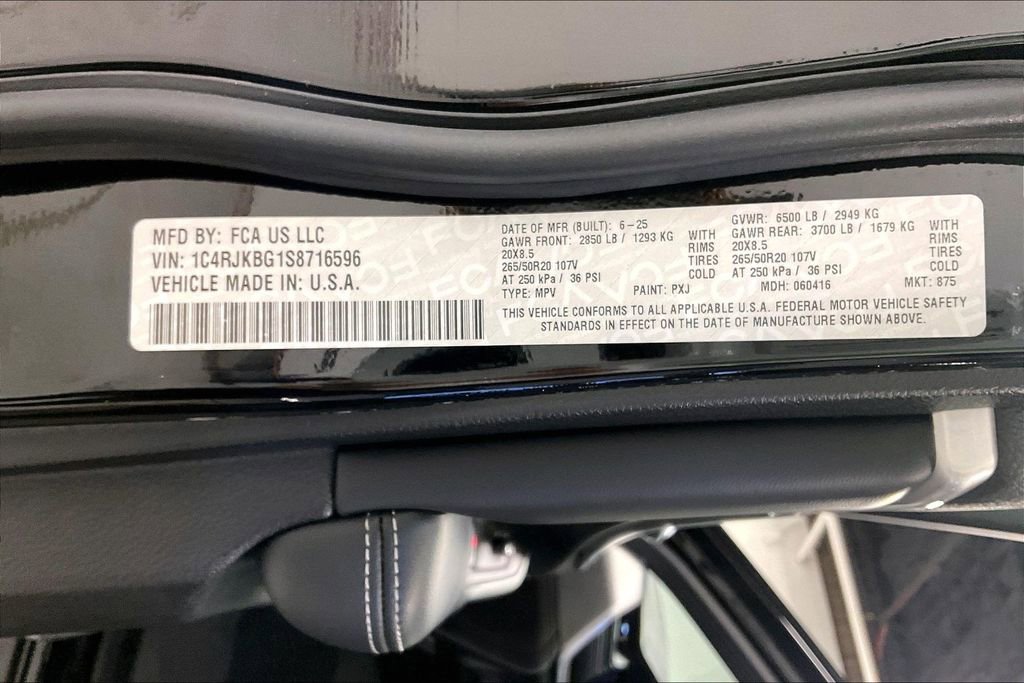 MFD BY: FCA US LLC
VIN: 1C4RJKBG1S8716596
VEHICLE MADE IN: U.S.A.
DATE OF MFR (BUILT): 6-25
GAWR FRONT: 2850 LB / 1293 KG
20X8.5
265/50R20 107V
AT 250 kPa / 36 PSI
WITH
RIMS
TIRES
COLD
TYPE: MPV PAINT: PXJ
GVWR: 6500 LB / 2949 KG
GAWR REAR: 3700 LB / 1679 KG
20X8.5
265/50R20 107V
AT 250 kPa / 36 PSI
WITH
RIMS
TIRES
COLD
MDH: 060416 MKT: 875
THIS VEHICLE CONFORMS TO ALL APPLICABLE U.S.A. FEDERAL MOTOR VEHICLE SAFETY
STANDARDS IN EFFECT ON THE DATE OF MANUFACTURE SHOWN ABOVE.